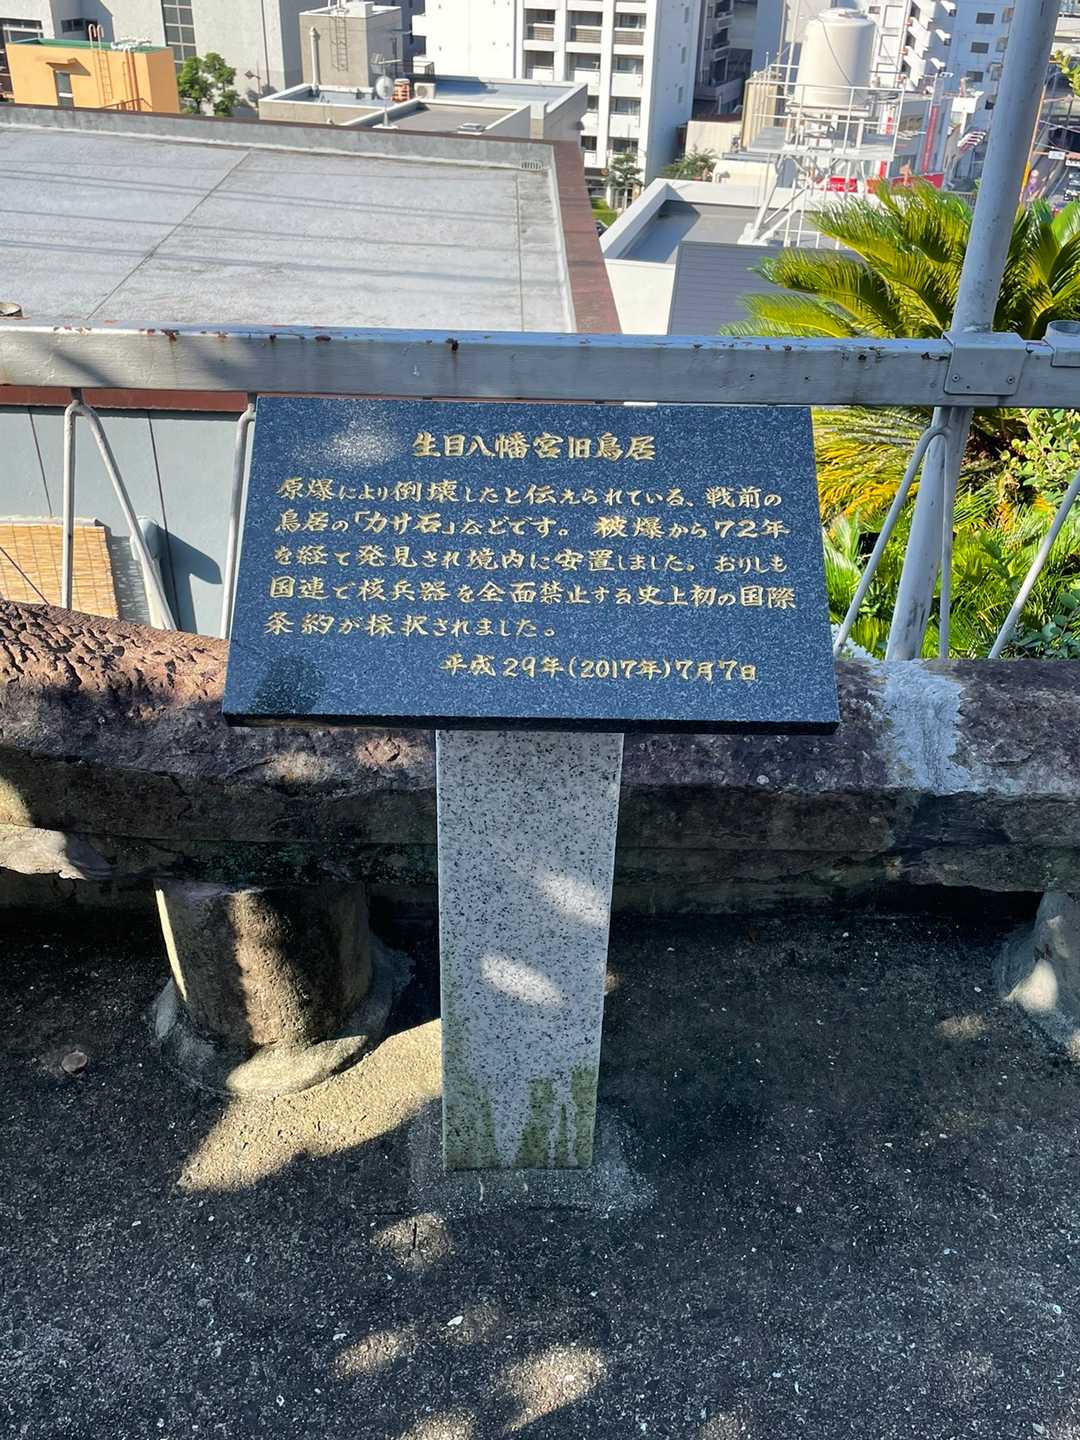 生目八幡宮旧鳥居
原爆により倒壊したと伝えられている、戦前の
鳥居の「カサ石」などです。 被爆から72年
を経て発見され境内に安置しました。おりしも
国連で核兵器を全面禁止する史上初の国際
条約が採択されました。
平成29年(2017年)7月7日